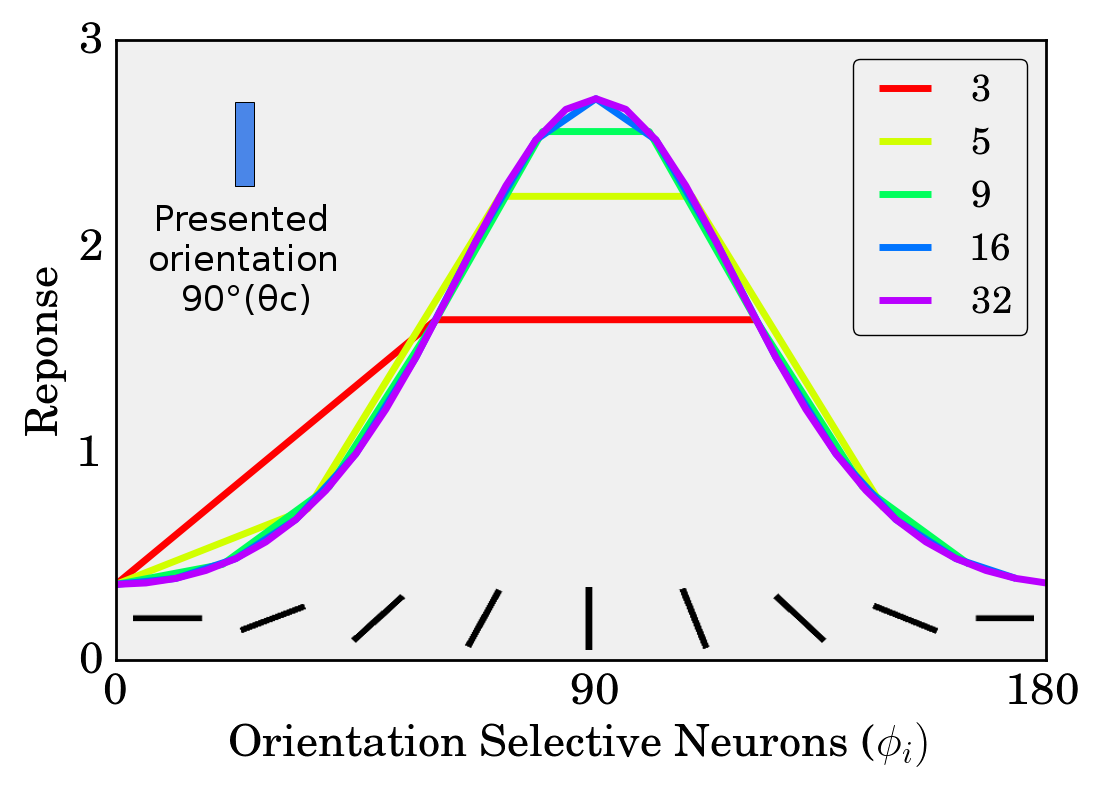 3
2
1
0
Reponse
Presented
orientation
90°(θc)
3
5
9
16
32
0 90 180
Orientation Selective Neurons (ϕᵢ)